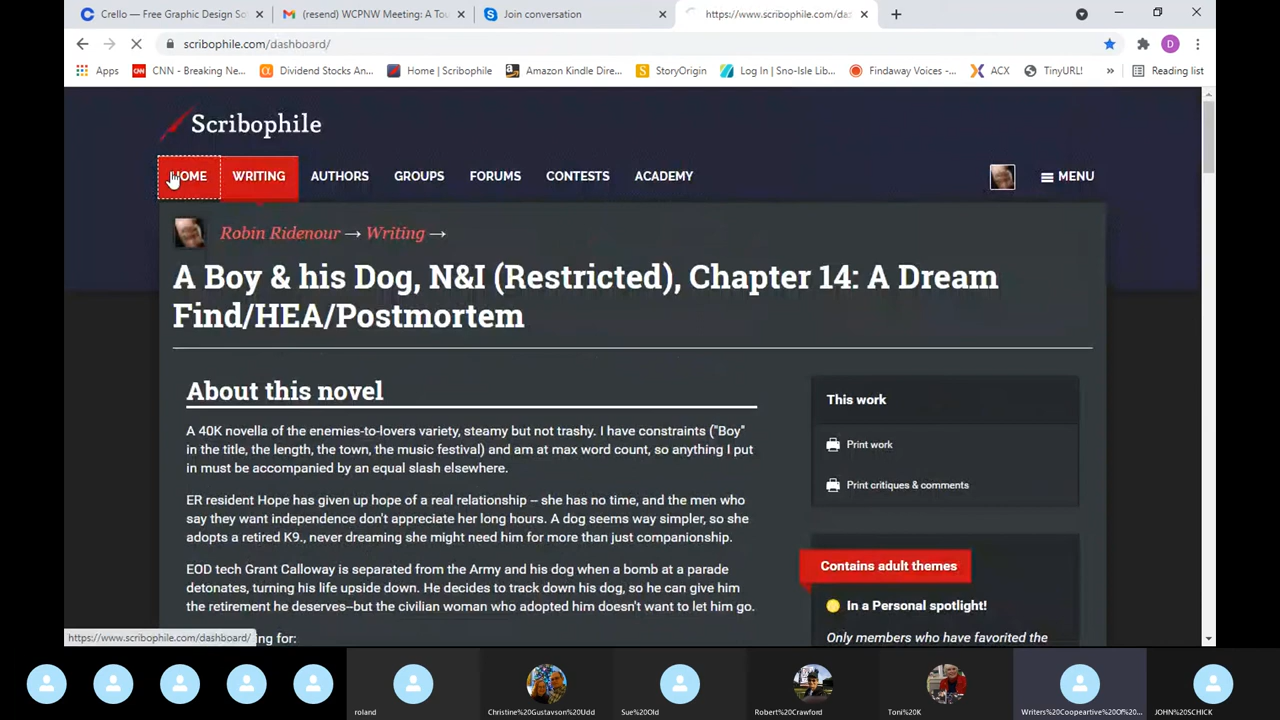 Crello — Free Graphic Design So
(resend) WCPNW Meeting: A Tou
Join conversation
https://www.scribophile.com/das
scribophile.com/dashboard/
Apps
CNN - Breaking Ne...
Dividend Stocks An...
Home | Scribophile
Amazon Kindle Dire...
StoryOrigin
Log In | Sno-Isle Lib...
Findaway Voices -...
ACX
TinyURL!
Reading list
Scribophile
HOME WRITING AUTHORS GROUPS FORUMS CONTESTS ACADEMY MENU
Robin Ridenour → Writing →
A Boy & his Dog, N&I (Restricted), Chapter 14: A Dream
Find/HEA/Postmortem
About this novel
A 40K novella of the enemies-to-lovers variety, steamy but not trashy. I have constraints ("Boy"
in the title, the length, the town, the music festival) and am at max word count, so anything I put
in must be accompanied by an equal slash elsewhere.
ER resident Hope has given up hope of a real relationship – she has no time, and the men who
say they want independence don't appreciate her long hours. A dog seems way simpler, so she
adopts a retired K9., never dreaming she might need him for more than just companionship.
EOD tech Grant Calloway is separated from the Army and his dog when a bomb at a parade
detonates, turning his life upside down. He decides to track down his dog, so he can give him
the retirement he deserves–but the civilian woman who adopted him doesn't want to let him go.
ng for:
This work
Print work
Print critiques & comments
Contains adult themes
In a Personal spotlight!
Only members who have favorited the
https://www.scribophile.com/dashboard/
roland
Christine%20Gustavson%20Udd
Sue%20Old
Robert%20Crawford
Toni%20K
Writers%20Coopeartive%20Of%20...
JOHN%20SCHICK